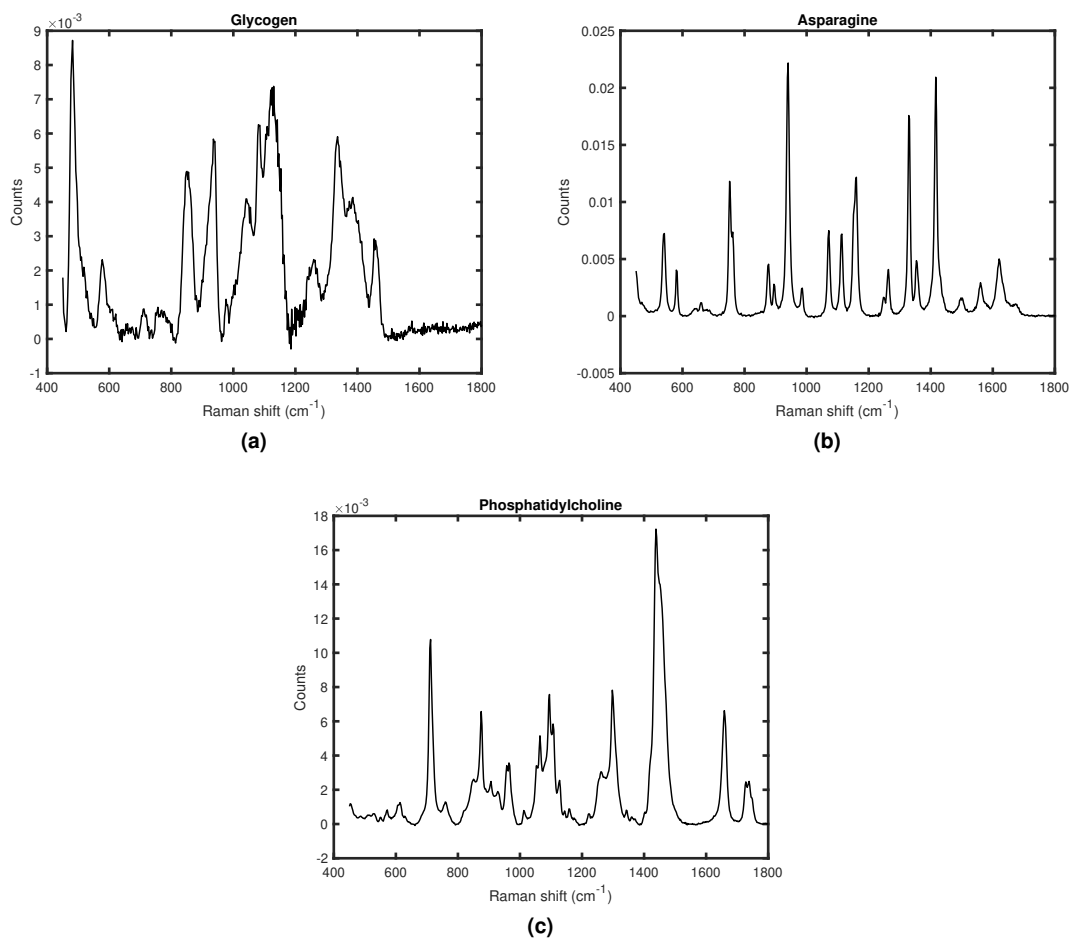 Glycogen
×10⁻³
9
8
7
6
5
4
3
2
1
0
-1
Counts
400 600 800 1000 1200 1400 1600 1800
Raman shift (cm⁻¹)
(a)
Asparagine
0.025
0.02
0.015
0.01
0.005
0
-0.005
Counts
400 600 800 1000 1200 1400 1600 1800
Raman shift (cm⁻¹)
(b)
Phosphatidylcholine
×10⁻³
18
16
14
12
10
8
6
4
2
0
-2
Counts
400 600 800 1000 1200 1400 1600 1800
Raman shift (cm⁻¹)
(c)